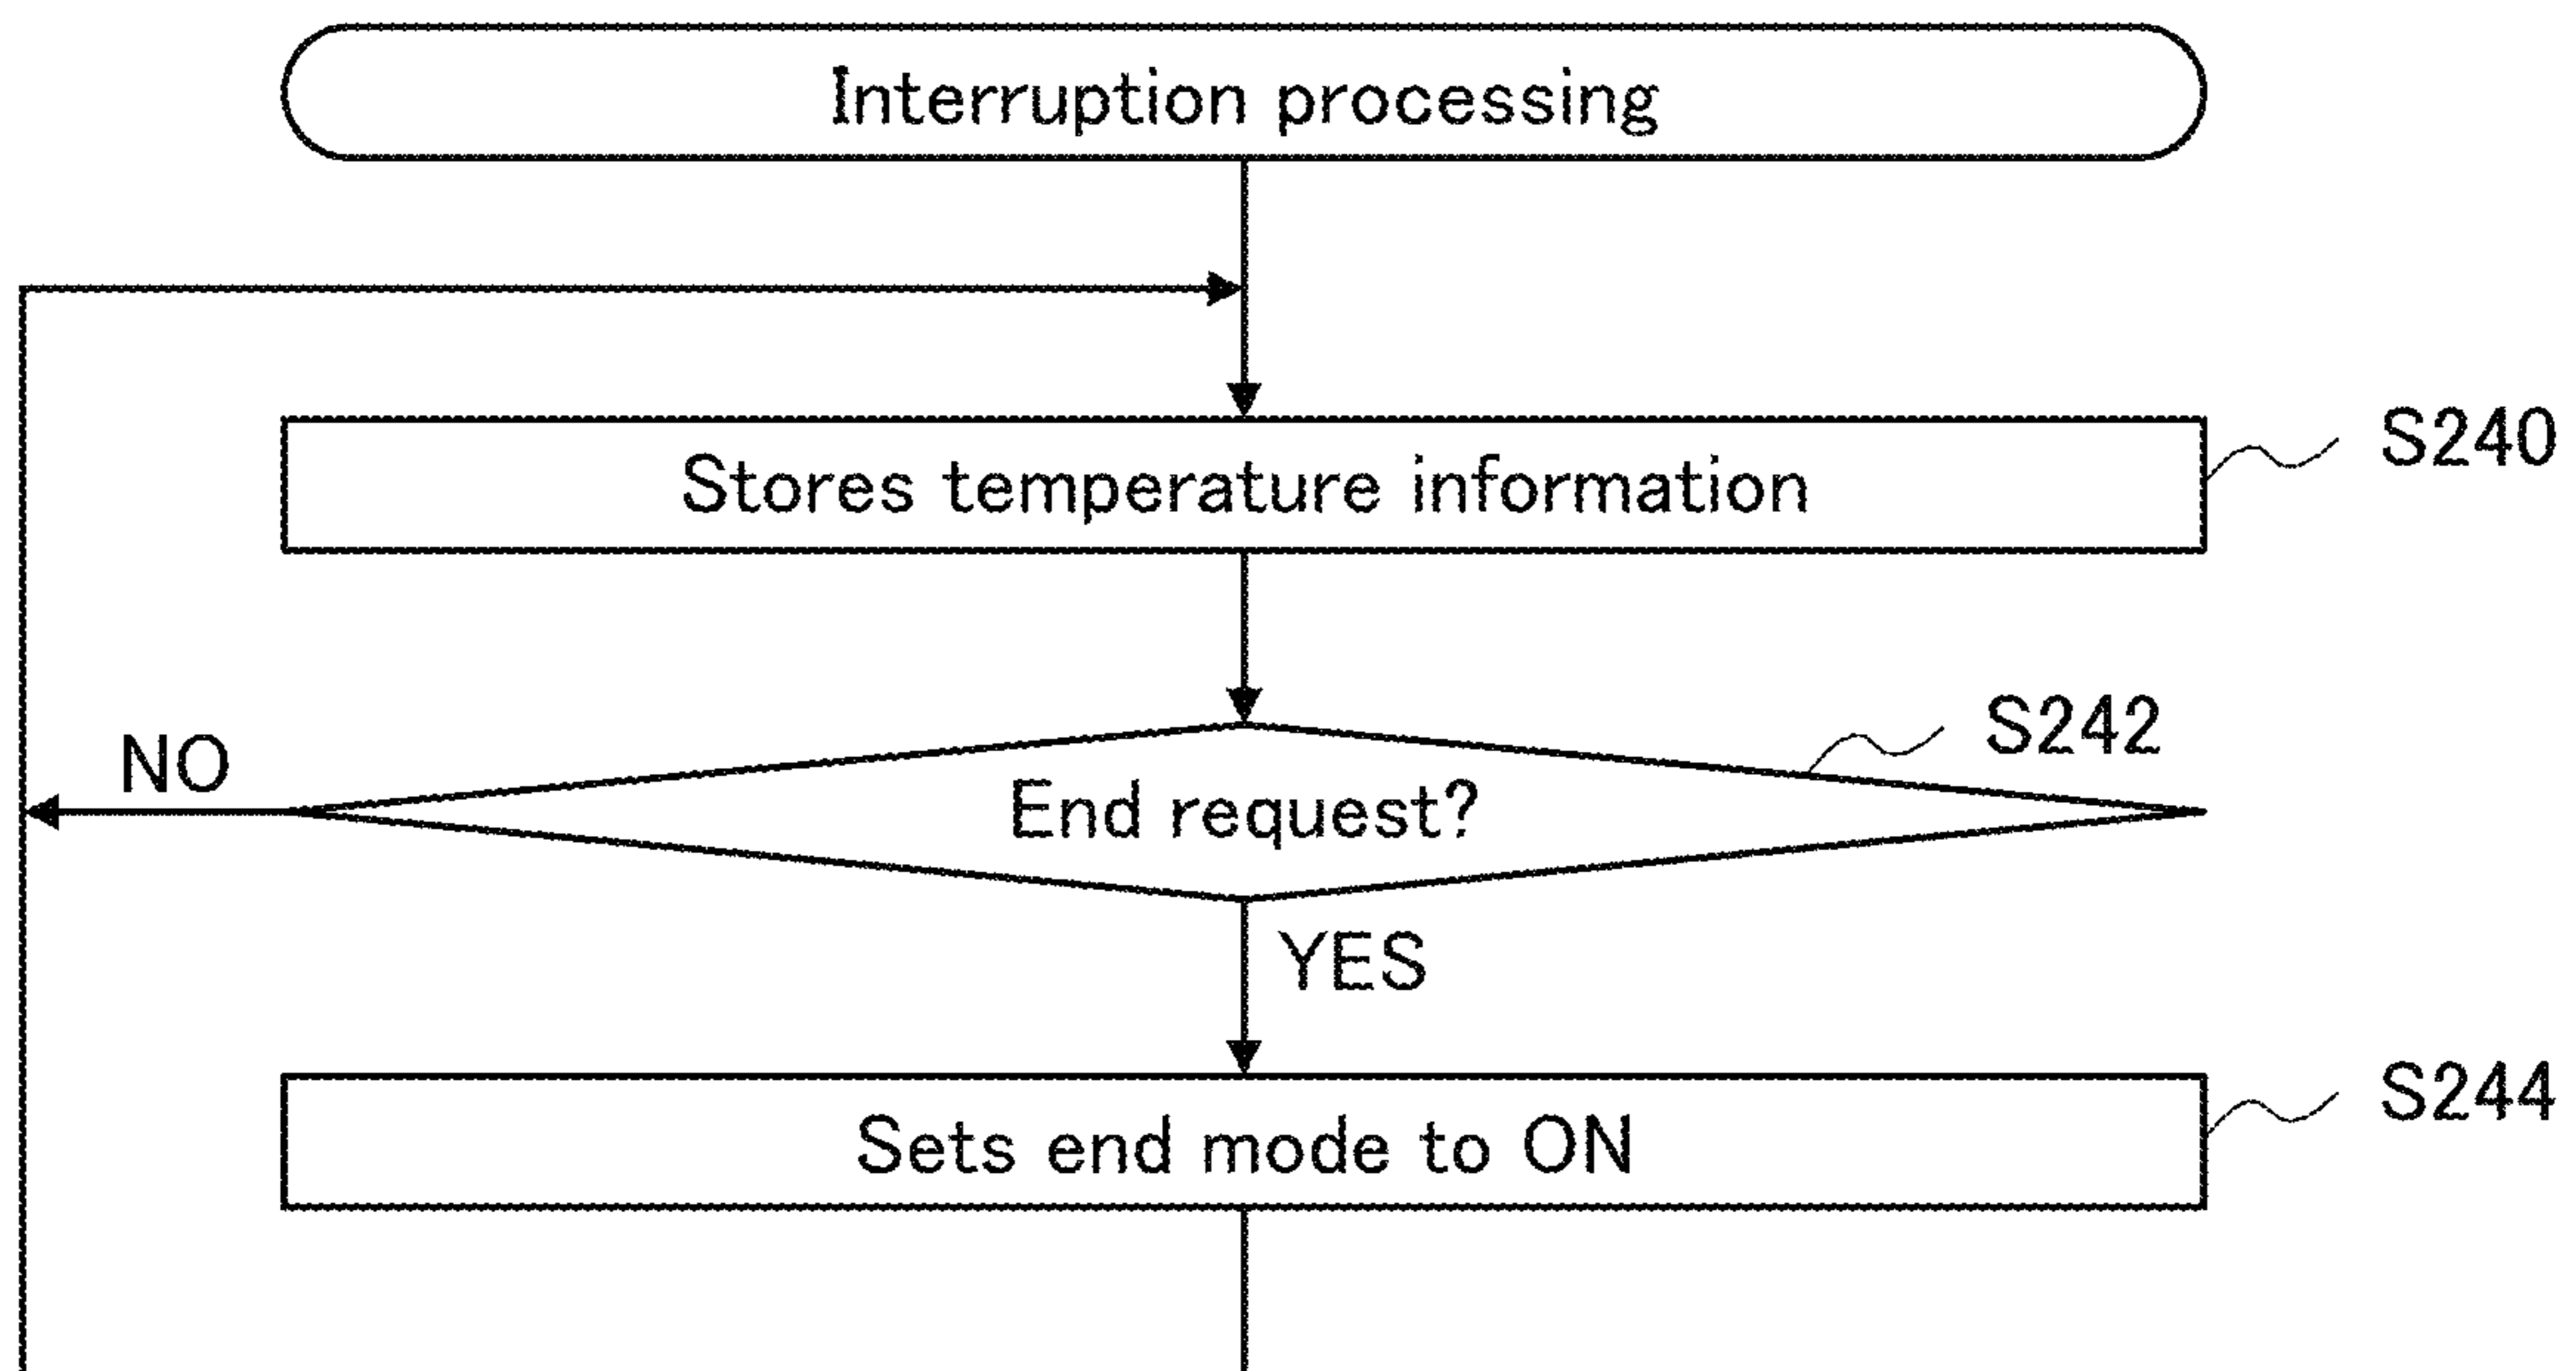 Interruption processing
Stores temperature information
S240
S242
NO
End request?
YES
Sets end mode to ON
S244